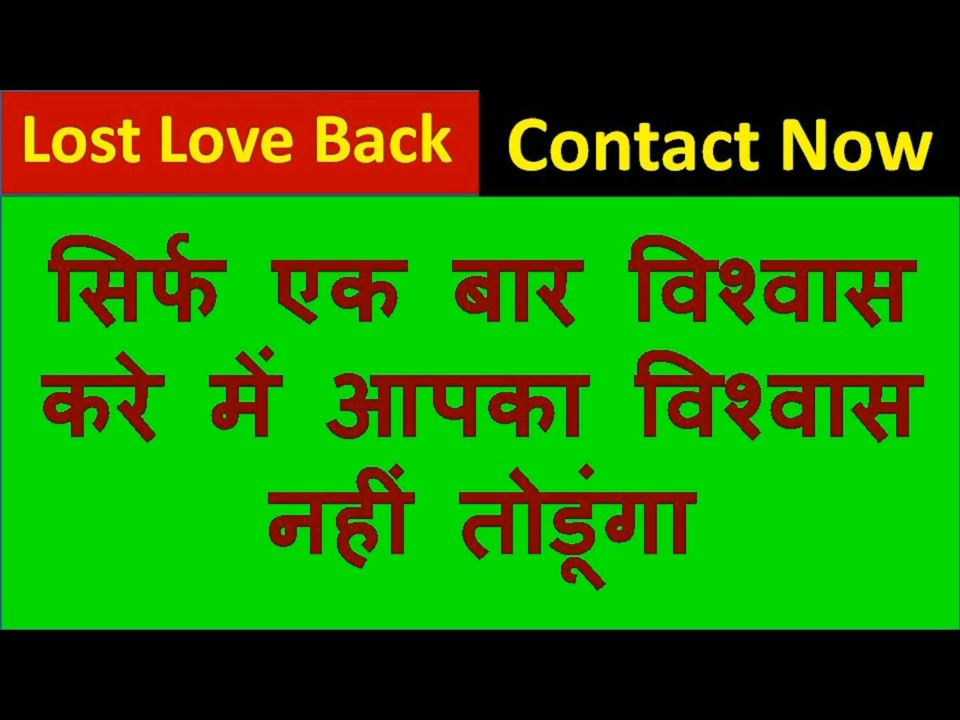 Lost Love Back
Contact Now
सिर्फ एक बार विश्वास
करे में आपका विश्वास
नहीं तोडूंगा